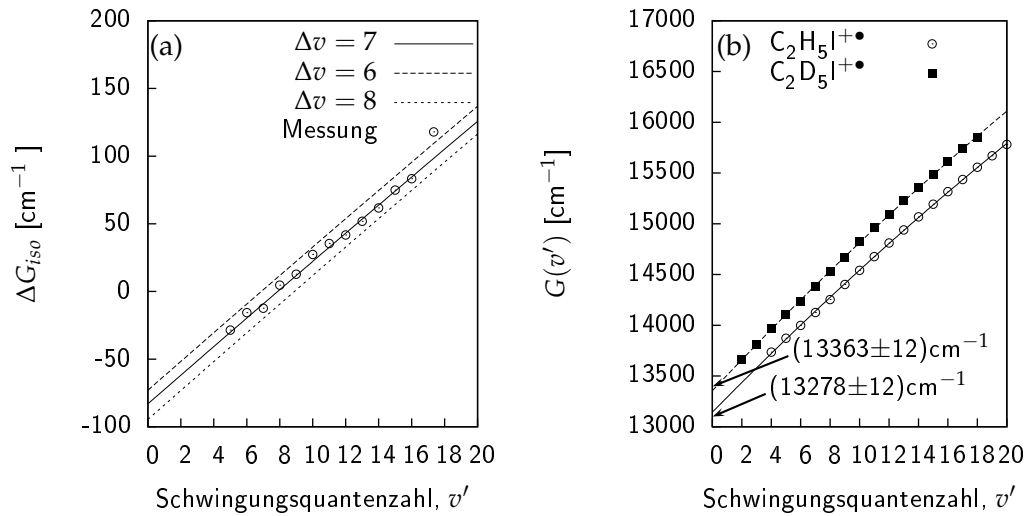 (a)
Δv = 7
Δv = 6
Δv = 8
Messung
200
150
100
50
0
-50
-100
ΔG_iso [cm⁻¹ ]
0 2 4 6 8 10 12 14 16 18 20
Schwingungsquantenzahl, v′
(b)
C₂H₅I⁺●
C₂D₅I⁺●
17000
16500
16000
15500
15000
14500
14000
13500
13000
G(v′) [cm⁻¹]
(13363±12)cm⁻¹
(13278±12)cm⁻¹
0 2 4 6 8 10 12 14 16 18 20
Schwingungsquantenzahl, v′